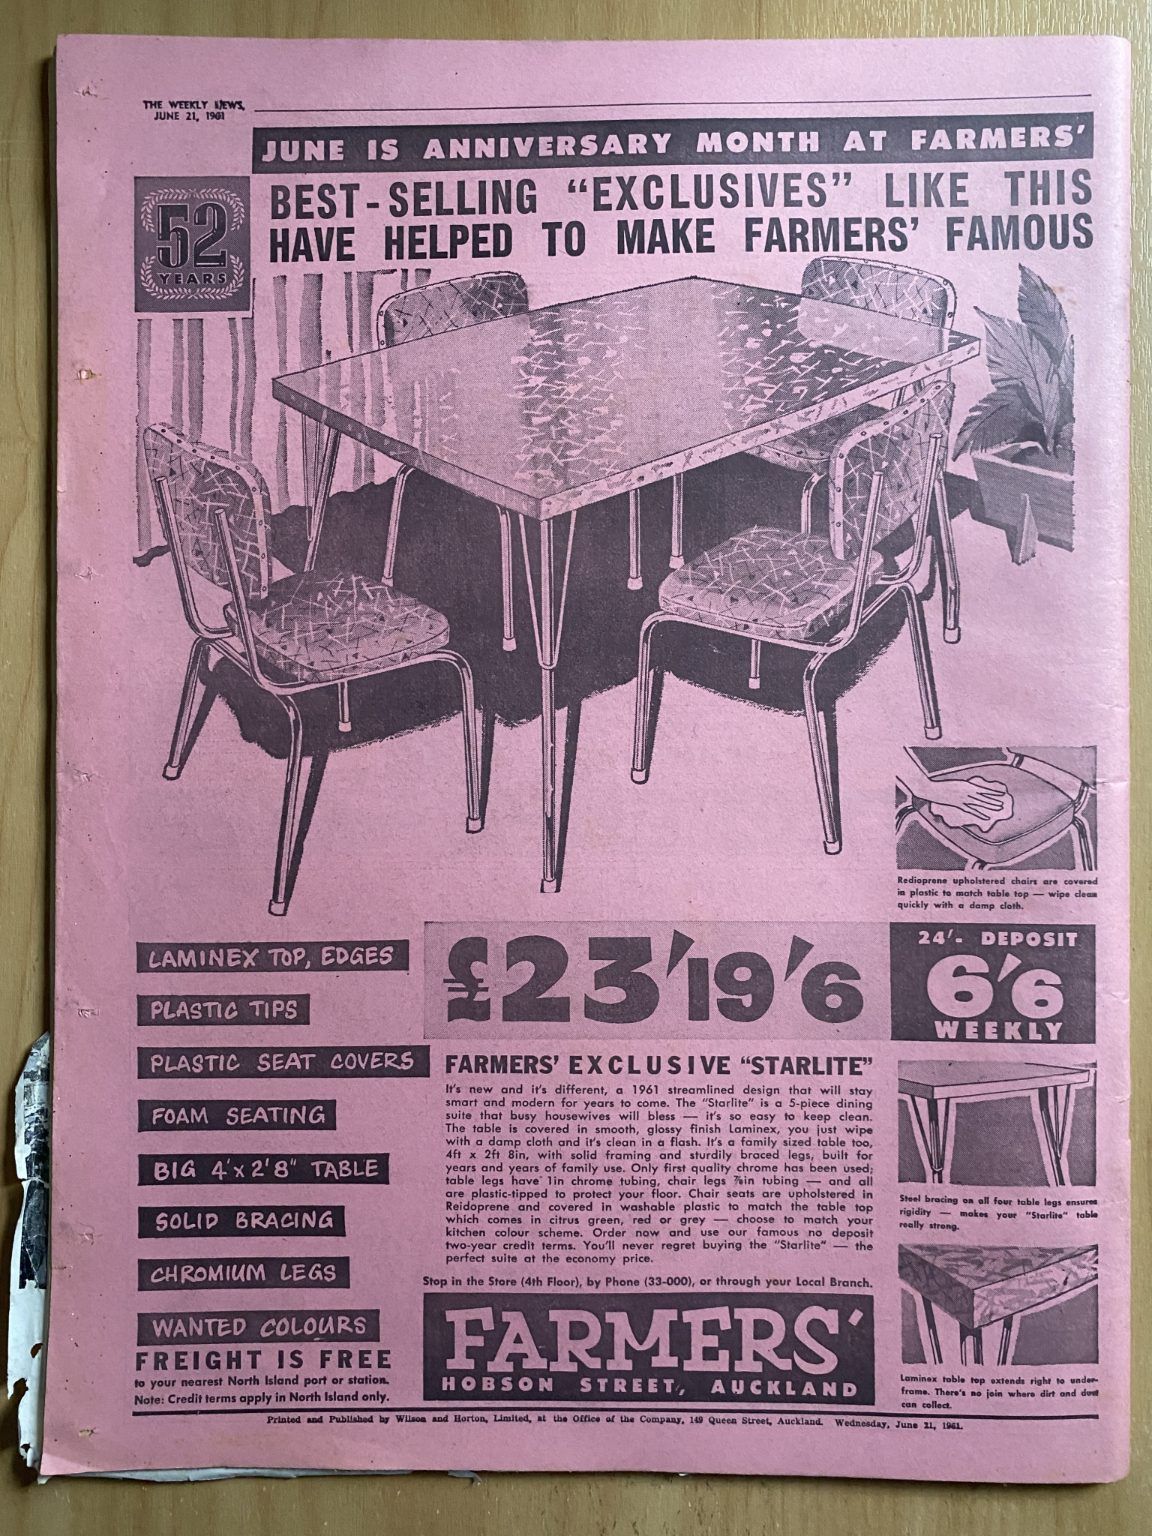 THE WEEKLY NEWS,
JUNE 21, 1961
JUNE IS ANNIVERSARY MONTH AT FARMERS'
52
YEARS
BEST-SELLING "EXCLUSIVES" LIKE THIS
HAVE HELPED TO MAKE FARMERS' FAMOUS
Redioprene upholstered chairs are covered
in plastic to match table top — wipe clean
quickly with a damp cloth.
LAMINEX TOP, EDGES
PLASTIC TIPS
PLASTIC SEAT COVERS
FOAM SEATING
BIG 4'x2'8" TABLE
SOLID BRACING
CHROMIUM LEGS
WANTED COLOURS
FREIGHT IS FREE
to your nearest North Island port or station.
Note: Credit terms apply in North Island only.
£23'19'6
24'- DEPOSIT
6'6
WEEKLY
FARMERS' EXCLUSIVE "STARLITE"
It's new and it's different, a 1961 streamlined design that will stay
smart and modern for years to come. The "Starlite" is a 5-piece dining
suite that busy housewives will bless — it's so easy to keep clean.
The table is covered in smooth, glossy finish Laminex, you just wipe
with a damp cloth and it's clean in a flash. It's a family sized table too,
4ft x 2ft 8in, with solid framing and sturdily braced legs, built for
years and years of family use. Only first quality chrome has been used;
table legs have 1in chrome tubing, chair legs ⅞in tubing — and all
are plastic-tipped to protect your floor. Chair seats are upholstered in
Reidoprene and covered in washable plastic to match the table top
which comes in citrus green, red or grey — choose to match your
kitchen colour scheme. Order now and use our famous no deposit
two-year credit terms. You'll never regret buying the "Starlite" — the
perfect suite at the economy price.
Stop in the Store (4th Floor), by Phone (33-000), or through your Local Branch.
FARMERS'
HOBSON STREET, AUCKLAND
Steel bracing on all four table legs ensures
rigidity — makes your "Starlite" table
really strong.
Laminex table top extends right to under-
frame. There's no join where dirt and dust
can collect.
Printed and Published by Wilson and Horton, Limited, at the Office of the Company, 149 Queen Street, Auckland. Wednesday, June 21, 1961.